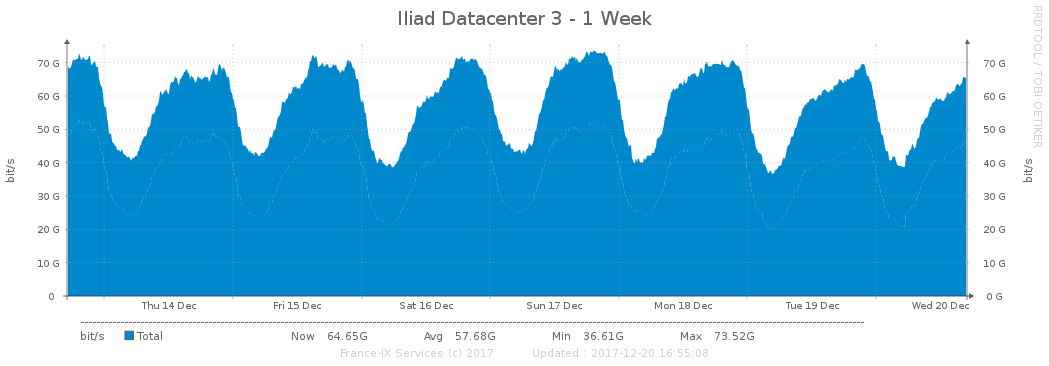 Iliad Datacenter 3 - 1 Week
RRDTOOL / TOBI OETIKER
bit/s
bit/s
70 G 70 G
60 G 60 G
50 G 50 G
40 G 40 G
30 G 30 G
20 G 20 G
10 G 10 G
0 0 G
Thu 14 Dec Fri 15 Dec Sat 16 Dec Sun 17 Dec Mon 18 Dec Tue 19 Dec Wed 20 Dec
bit/s Total Now 64.65G Avg 57.68G Min 36.61G Max 73.52G
France-IX Services (c) 2017 Updated : 2017-12-20 16:55:08